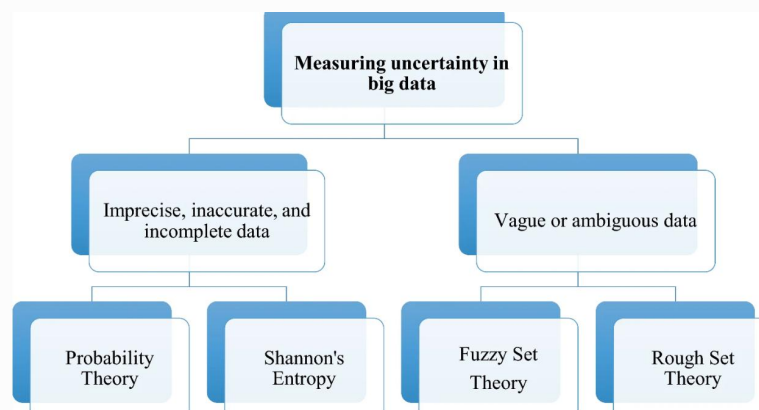 Measuring uncertainty in
big data
Imprecise, inaccurate, and
incomplete data
Vague or ambiguous data
Probability
Theory
Shannon's
Entropy
Fuzzy Set
Theory
Rough Set
Theory